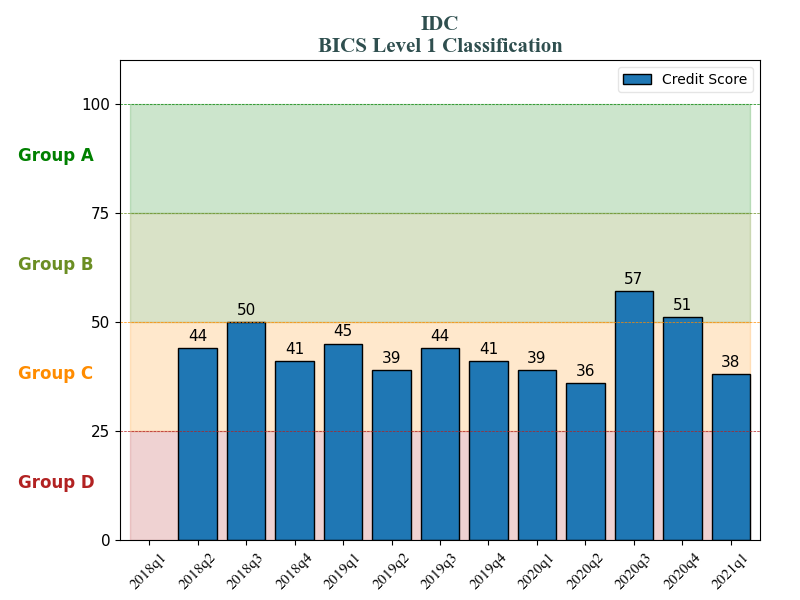 IDC
BICS Level 1 Classification
Credit Score
100
Group A
75
Group B
57
50
51
50
44
41
45
39
44
41
39
36
38
Group C
25
Group D
0
2018q1
2018q2
2018q3
2018q4
2019q1
2019q2
2019q3
2019q4
2020q1
2020q2
2020q3
2020q4
2021q1